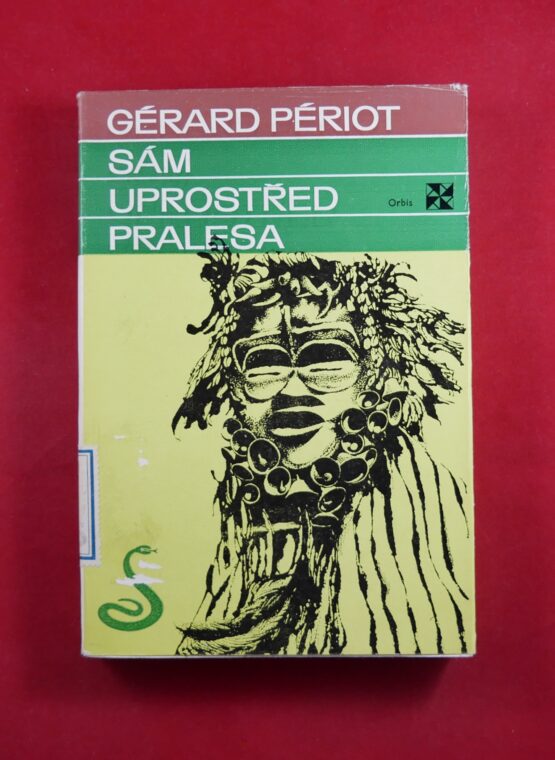 GÉRARD PÉRIOT
SÁM
UPROSTŘED
Orbis
PRALESA